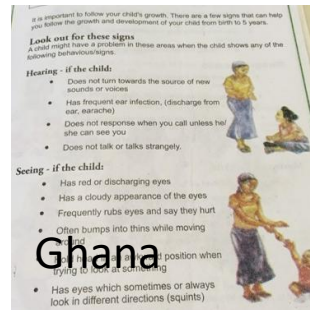 It is important to follow your child's growth. There are a few signs that can help
you follow the growth and development of your child from birth to 5 years.
Look out for these signs
A child might have a problem in these areas when the child shows any of the
following behavious/signs.
Hearing - if the child:
• Does not turn towards the source of new
sounds or voices
• Has frequent ear infection, (discharge from
ear, earache)
• Does not response when you call unless he/
she can see you
• Does not talk or talks strangely.
Seeing - if the child:
• Has red or discharging eyes
• Has a cloudy appearance of the eyes
• Frequently rubs eyes and say they hurt
• Often bumps into thins while moving
Ghana
position when
trying to look at something
• Has eyes which sometimes or always
look in different directions (squints)